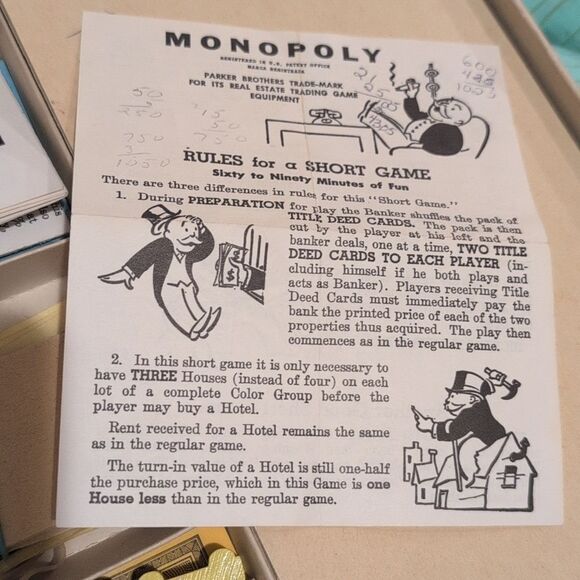 MONOPOLY
REGISTERED IN U.S. PATENT OFFICE
MARCA REGISTRADA
PARKER BROTHERS TRADE-MARK
FOR ITS REAL ESTATE TRADING GAME
EQUIPMENT
50
250
750
1050
50
750
RULES for a SHORT GAME
Sixty to Ninety Minutes of Fun
There are three differences in rules for this "Short Game."
1. During PREPARATION for play the Banker shuffles the pack of
TITLE DEED CARDS. The pack is then
cut by the player at his left and the
banker deals, one at a time, TWO TITLE
DEED CARDS TO EACH PLAYER (in-
cluding himself if he both plays and
acts as Banker). Players receiving Title
Deed Cards must immediately pay the
bank the printed price of each of the two
properties thus acquired. The play then
commences as in the regular game.
2. In this short game it is only necessary to
have THREE Houses (instead of four) on each
lot of a complete Color Group before the
player may buy a Hotel.
Rent received for a Hotel remains the same
as in the regular game.
The turn-in value of a Hotel is still one-half
the purchase price, which in this Game is one
House less than in the regular game.